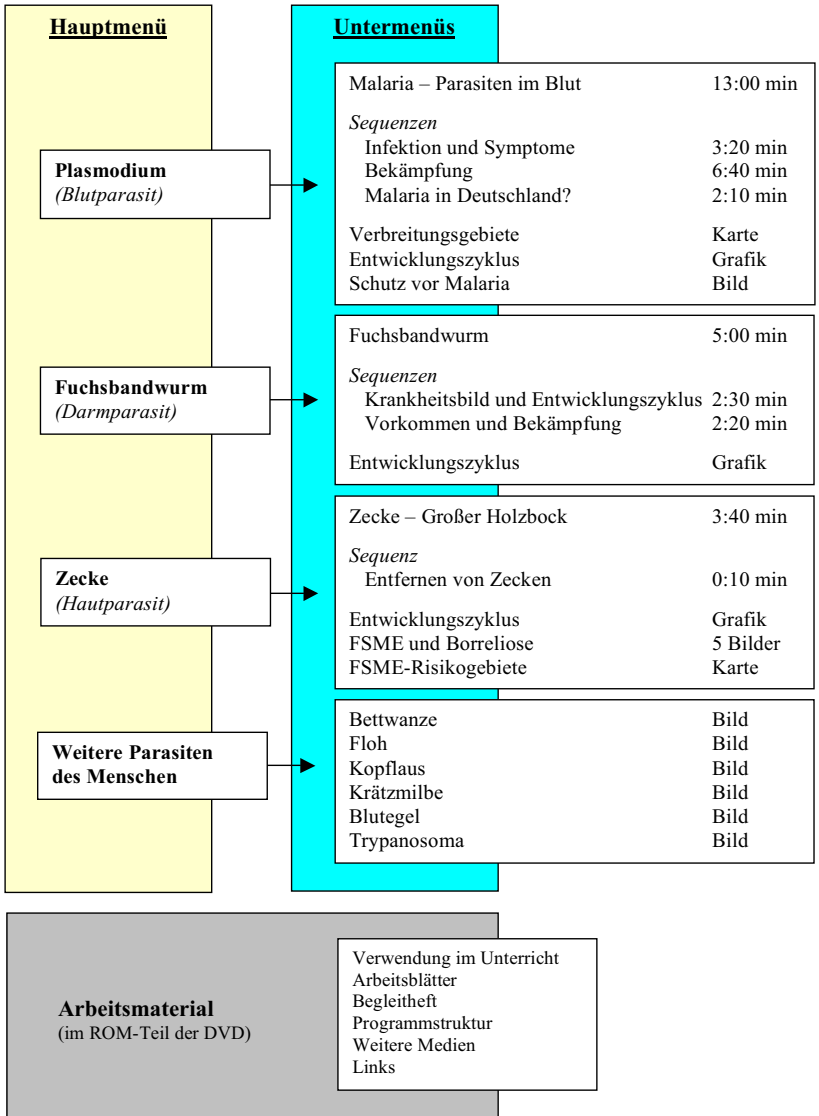 Hauptmenü
Untermenüs
Plasmodium
(Blutparasit)
Malaria – Parasiten im Blut 13:00 min
Sequenzen
Infektion und Symptome 3:20 min
Bekämpfung 6:40 min
Malaria in Deutschland? 2:10 min
Verbreitungsgebiete Karte
Entwicklungszyklus Grafik
Schutz vor Malaria Bild
Fuchsbandwurm
(Darmparasit)
Fuchsbandwurm 5:00 min
Sequenzen
Krankheitsbild und Entwicklungszyklus 2:30 min
Vorkommen und Bekämpfung 2:20 min
Entwicklungszyklus Grafik
Zecke
(Hautparasit)
Zecke – Großer Holzbock 3:40 min
Sequenz
Entfernen von Zecken 0:10 min
Entwicklungszyklus Grafik
FSME und Borreliose 5 Bilder
FSME-Risikogebiete Karte
Weitere Parasiten
des Menschen
Bettwanze Bild
Floh Bild
Kopflaus Bild
Krätzmilbe Bild
Blutegel Bild
Trypanosoma Bild
Arbeitsmaterial
(im ROM-Teil der DVD)
Verwendung im Unterricht
Arbeitsblätter
Begleitheft
Programmstruktur
Weitere Medien
Links